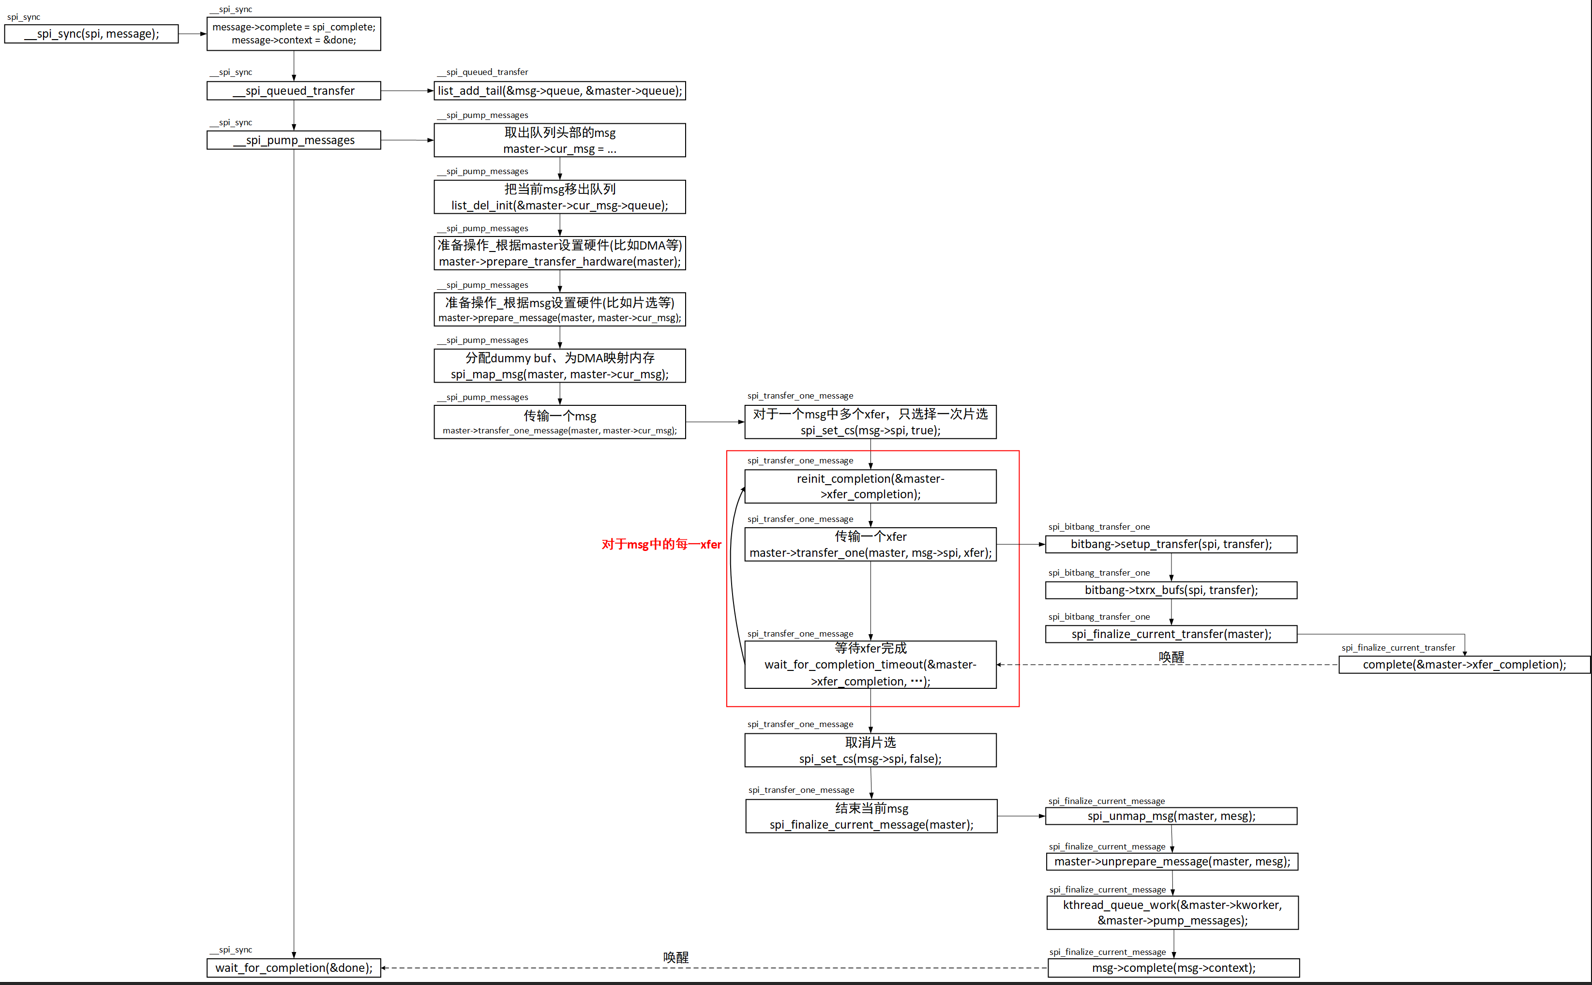 spi_sync
__spi_sync(spi, message);
__spi_sync
message->complete = spi_complete;
message->context = &done;
__spi_sync
__spi_queued_transfer
__spi_queued_transfer
list_add_tail(&msg->queue, &master->queue);
__spi_sync
__spi_pump_messages
__spi_pump_messages
取出队列头部的msg
master->cur_msg = ...
__spi_pump_messages
把当前msg移出队列
list_del_init(&master->cur_msg->queue);
__spi_pump_messages
准备操作_根据master设置硬件(比如DMA等)
master->prepare_transfer_hardware(master);
__spi_pump_messages
准备操作_根据msg设置硬件(比如片选等)
master->prepare_message(master, master->cur_msg);
__spi_pump_messages
分配dummy buf、为DMA映射内存
spi_map_msg(master, master->cur_msg);
__spi_pump_messages
传输一个msg
master->transfer_one_message(master, master->cur_msg);
spi_transfer_one_message
对于一个msg中多个xfer，只选择一次片选
spi_set_cs(msg->spi, true);
spi_transfer_one_message
reinit_completion(&master-
>xfer_completion);
对于msg中的每一xfer
spi_transfer_one_message
传输一个xfer
master->transfer_one(master, msg->spi, xfer);
spi_bitbang_transfer_one
bitbang->setup_transfer(spi, transfer);
spi_bitbang_transfer_one
bitbang->txrx_bufs(spi, transfer);
spi_bitbang_transfer_one
spi_finalize_current_transfer(master);
spi_finalize_current_transfer
complete(&master->xfer_completion);
唤醒
spi_transfer_one_message
等待xfer完成
wait_for_completion_timeout(&master-
>xfer_completion, …);
spi_transfer_one_message
取消片选
spi_set_cs(msg->spi, false);
spi_transfer_one_message
结束当前msg
spi_finalize_current_message(master);
spi_finalize_current_message
spi_unmap_msg(master, mesg);
spi_finalize_current_message
master->unprepare_message(master, mesg);
spi_finalize_current_message
kthread_queue_work(&master->kworker,
&master->pump_messages);
spi_finalize_current_message
msg->complete(msg->context);
唤醒
__spi_sync
wait_for_completion(&done);